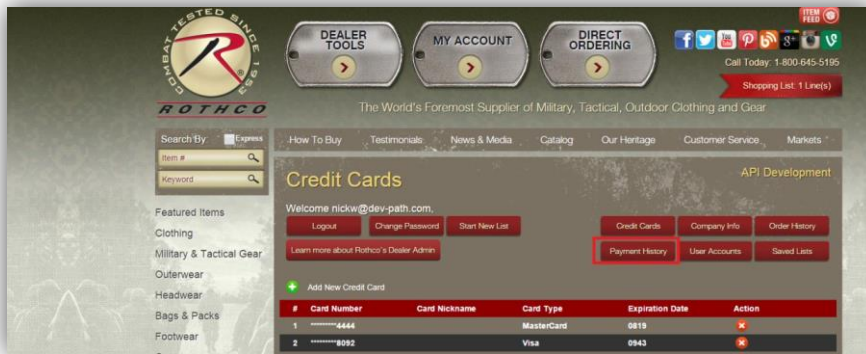 ITEM FEED
COMBAT TESTED SINCE 1953
ROTHCO
DEALER TOOLS
MY ACCOUNT
DIRECT ORDERING
Call Today: 1-800-645-5195
Shopping List: 1 Line(s)
The World's Foremost Supplier of Military, Tactical, Outdoor Clothing and Gear
Search By Express
Item #
Keyword
How To Buy Testimonials News & Media Catalog Our Heritage Customer Service Markets
Credit Cards
API Development
Welcome nickw@dev-path.com,
Logout Change Password Start New List Credit Cards Company Info Order History
Learn more about Rothco's Dealer Admin Payment History User Accounts Saved Lists
Featured Items
Clothing
Military & Tactical Gear
Outerwear
Headwear
Bags & Packs
Footwear
Add New Credit Card
# Card Number Card Nickname Card Type Expiration Date Action
1 *********4444 MasterCard 0819
2 *********8092 Visa 0943